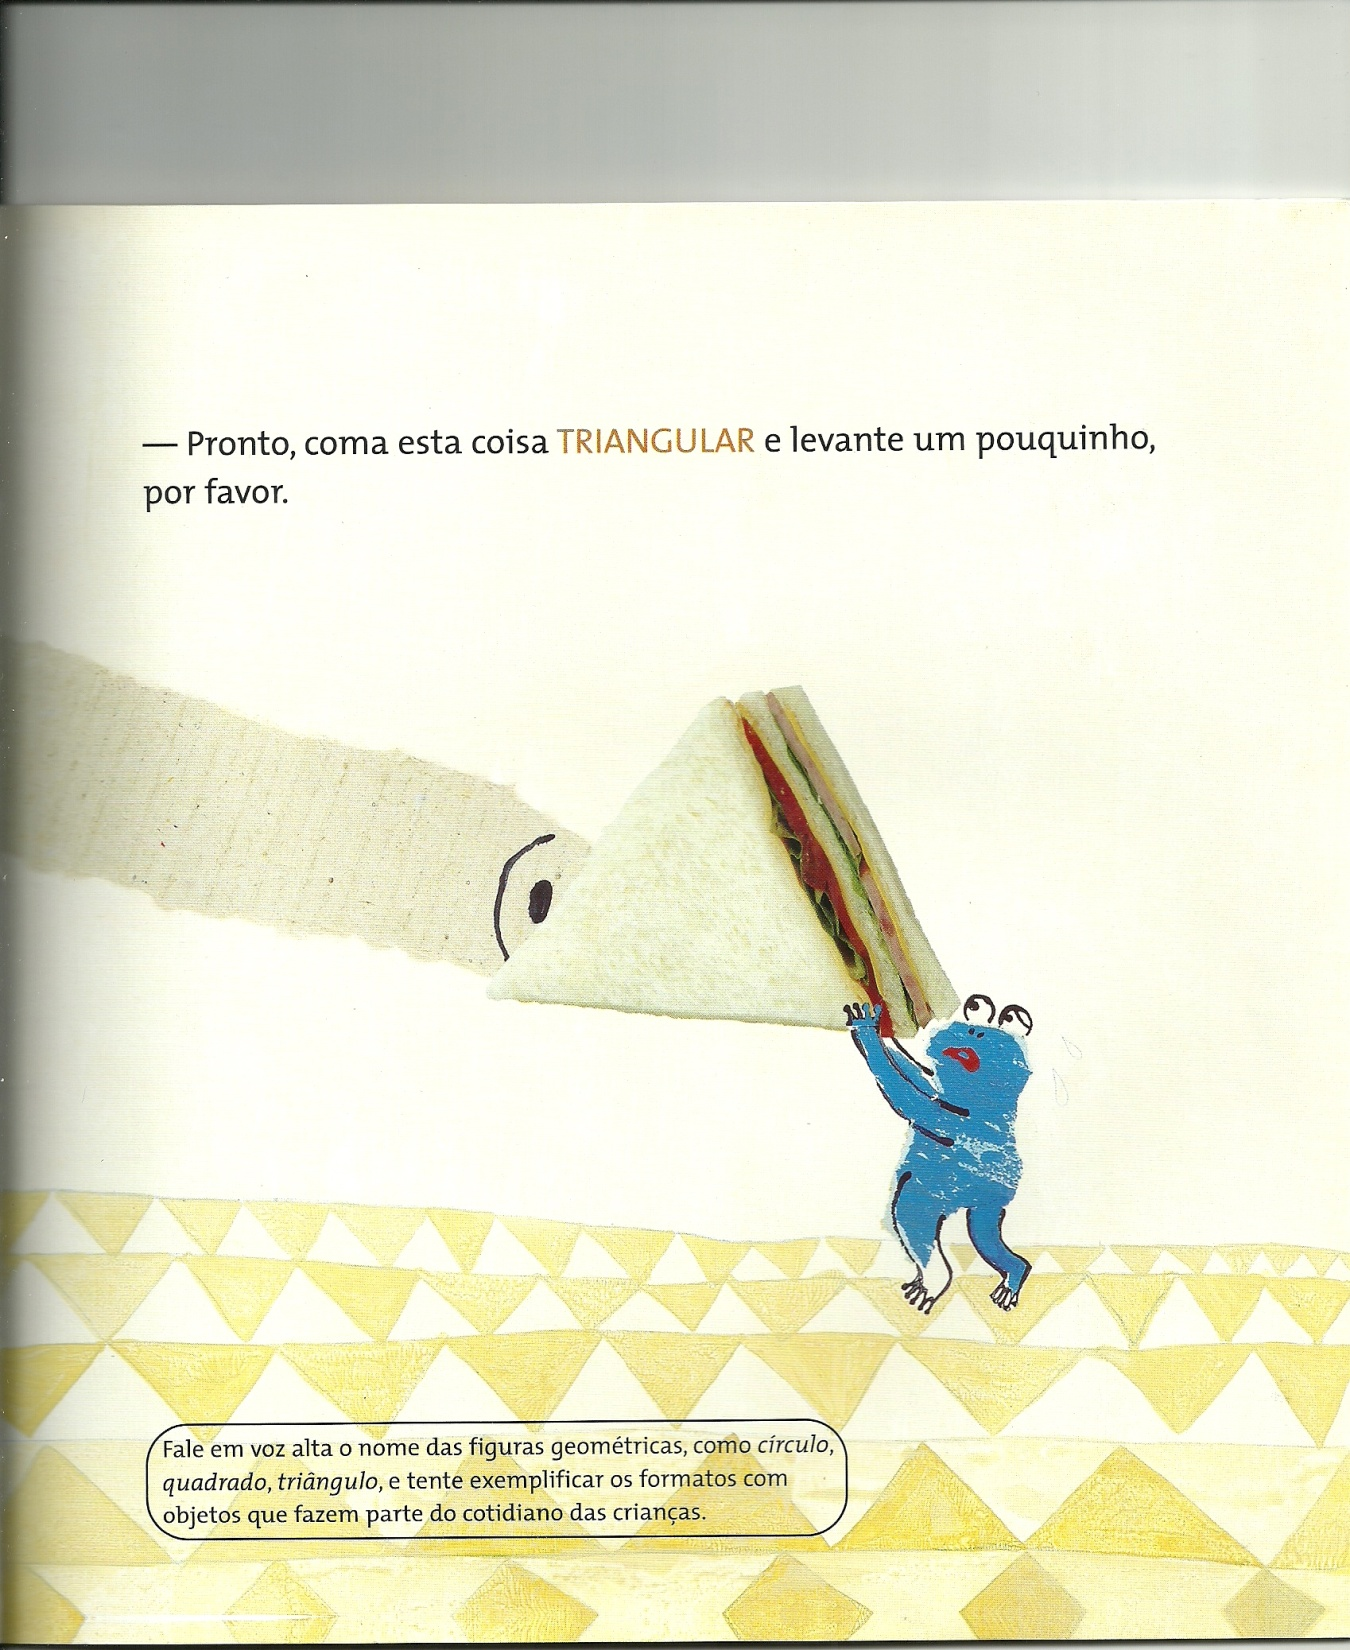 — Pronto, coma esta coisa TRIANGULAR e levante um pouquinho,
por favor.
Fale em voz alta o nome das figuras geométricas, como círculo,
quadrado, triângulo, e tente exemplificar os formatos com
objetos que fazem parte do cotidiano das crianças.